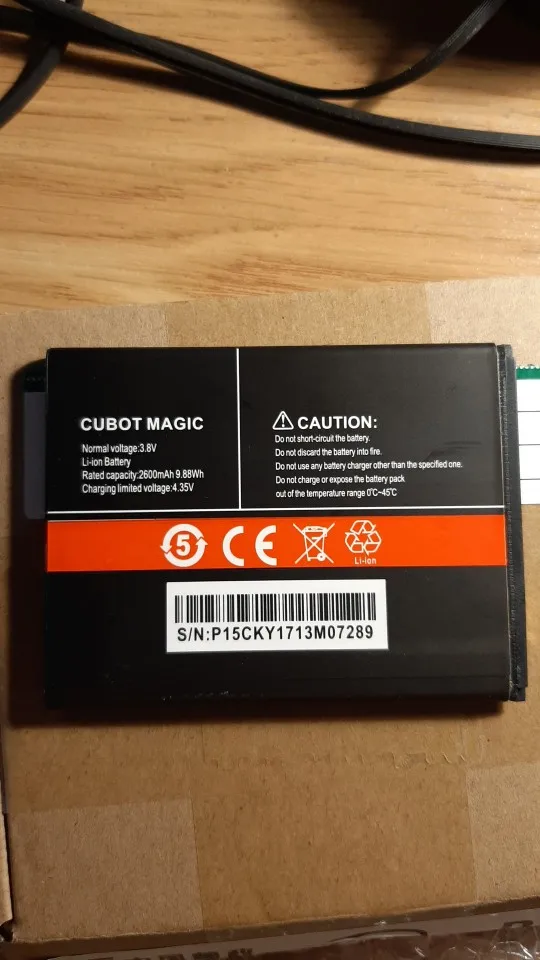 CUBOT MAGIC
Normal voltage:3.8V
Li-ion Battery
Rated capacity:2600mAh 9.88Wh
Charging limited voltage:4.35V
CAUTION:
Do not short-circuit the battery.
Do not discard the battery into fire.
Do not use any battery charger other than the specified one.
Do not charge or expose the battery pack
out of the temperature range 0℃~45℃
5 CE Li-ion
S/N:P15CKY1713M07289